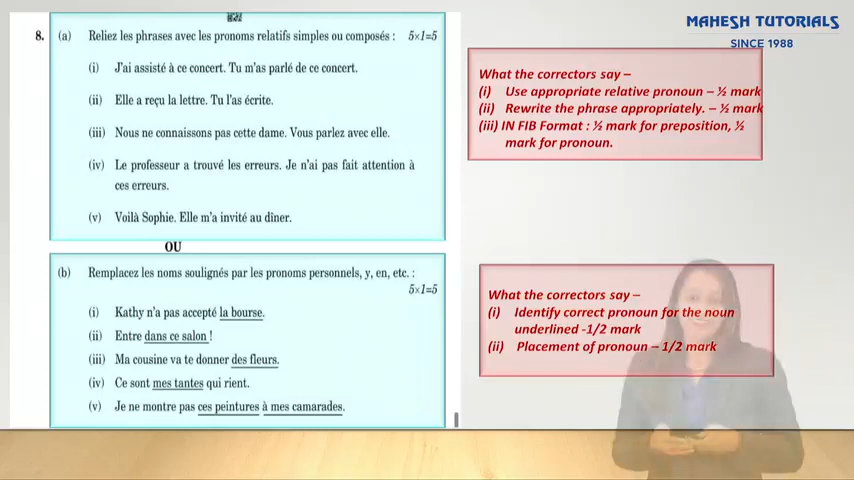 MAHESH TUTORIALS
SINCE 1988
8. (a) Reliez les phrases avec les pronoms relatifs simples ou composés : 5×1=5
(i) J'ai assisté à ce concert. Tu m'as parlé de ce concert.
(ii) Elle a reçu la lettre. Tu l'as écrite.
(iii) Nous ne connaissons pas cette dame. Vous parlez avec elle.
(iv) Le professeur a trouvé les erreurs. Je n'ai pas fait attention à
ces erreurs.
(v) Voilà Sophie. Elle m'a invité au dîner.
OU
(b) Remplacez les noms soulignés par les pronoms personnels, y, en, etc. :
5×1=5
(i) Kathy n'a pas accepté la bourse.
(ii) Entre dans ce salon !
(iii) Ma cousine va te donner des fleurs.
(iv) Ce sont mes tantes qui rient.
(v) Je ne montre pas ces peintures à mes camarades.
What the correctors say –
(i) Use appropriate relative pronoun – ½ mark
(ii) Rewrite the phrase appropriately. – ½ mark
(iii) IN FIB Format : ½ mark for preposition, ½
mark for pronoun.
What the correctors say –
(i) Identify correct pronoun for the noun
underlined -1/2 mark
(ii) Placement of pronoun – 1/2 mark